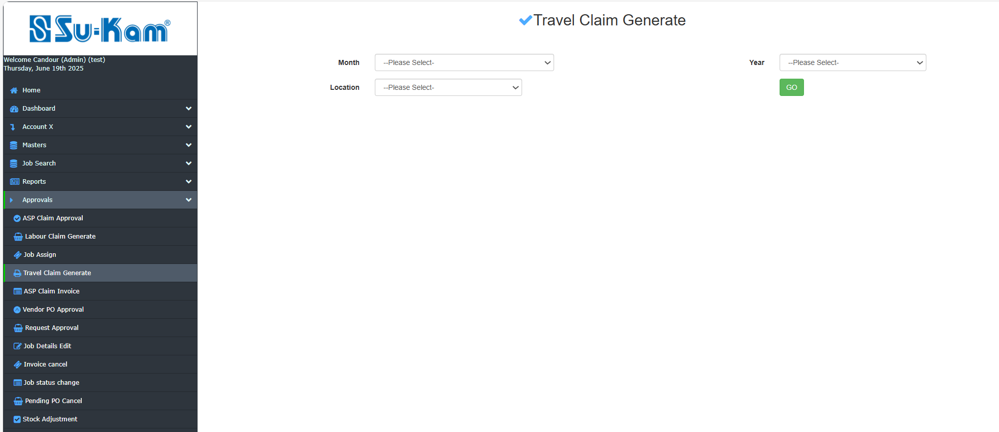 Su-Kam®
Welcome Candour (Admin) (test)
Thursday, June 19th 2025
Home
Dashboard
Account X
Masters
Job Search
Reports
Approvals
ASP Claim Approval
Labour Claim Generate
Job Assign
Travel Claim Generate
ASP Claim Invoice
Vendor PO Approval
Request Approval
Job Details Edit
Invoice cancel
Job status change
Pending PO Cancel
Stock Adjustment
Travel Claim Generate
Month --Please Select- Year --Please Select-
Location --Please Select- GO